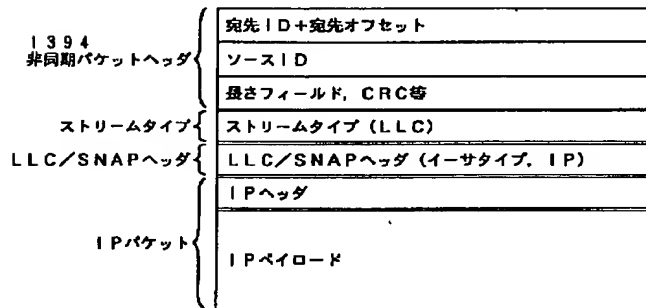 1394
非同期パケットヘッダ
宛先ID+宛先オフセット
ソースID
長さフィールド，CRC等
ストリームタイプ
ストリームタイプ（LLC）
LLC／SNAPヘッダ
LLC／SNAPヘッダ（イーサタイプ，IP）
IPパケット
IPヘッダ
IPペイロード